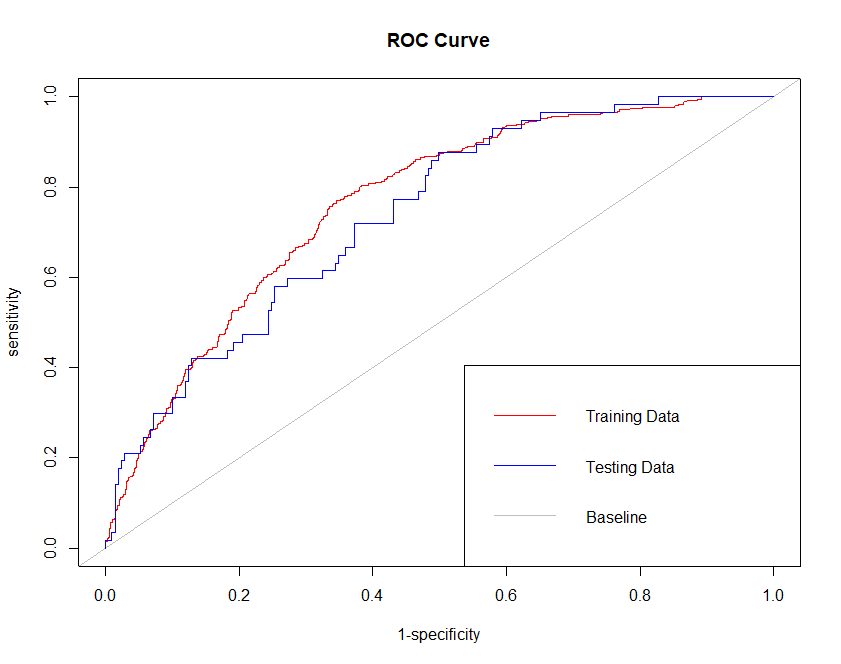 ROC Curve
sensitivity
1.0
0.8
0.6
0.4
0.2
0.0
Training Data
Testing Data
Baseline
0.0 0.2 0.4 0.6 0.8 1.0
1-specificity